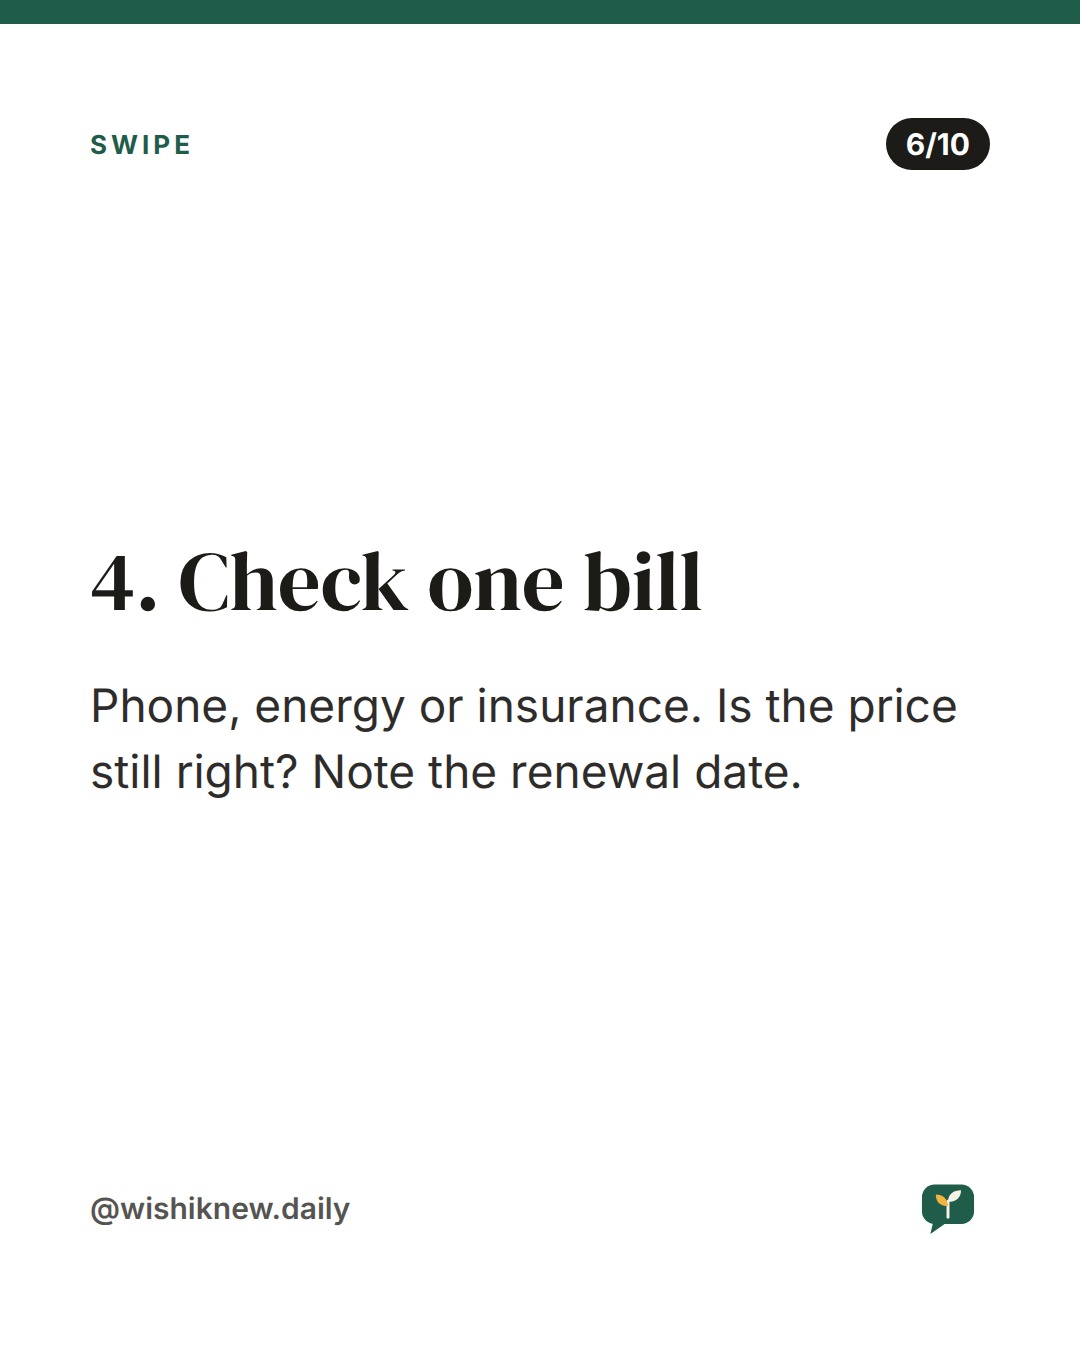 SWIPE
6/10
4. Check one bill
Phone, energy or insurance. Is the price
still right? Note the renewal date.
@wishiknew.daily